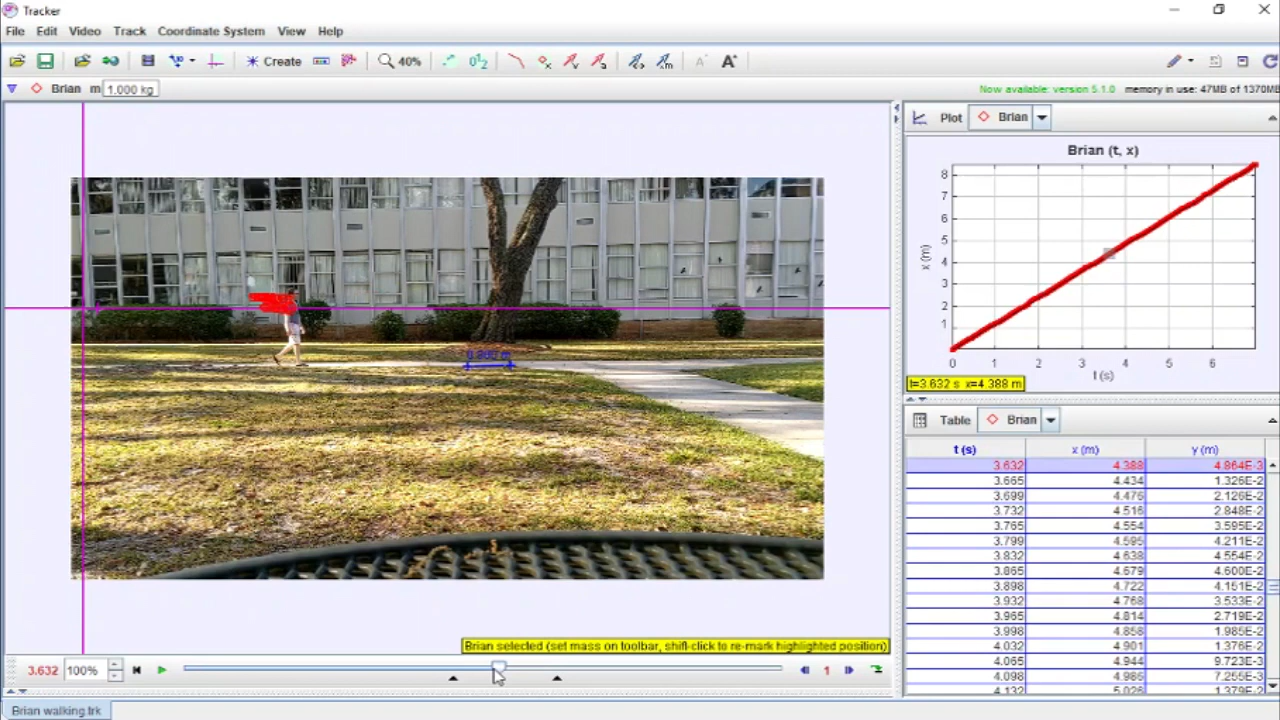 Tracker
File Edit Video Track Coordinate System View Help
Create 40%
Brian m 1.000 kg
Now available: version 5.1.0 memory in use: 47MB of 1370MB
Plot Brian
Brian (t, x)
8
7
6
5
4
3
2
1
x (m)
0 1 2 3 4 5 6
t (s)
t=3.632 s x=4.388 m
Table Brian
t (s) x (m) y (m)
3.632 4.388 4.864E-3
3.665 4.434 1.326E-2
3.699 4.476 2.126E-2
3.732 4.516 2.848E-2
3.765 4.554 3.595E-2
3.799 4.595 4.211E-2
3.832 4.638 4.554E-2
3.865 4.679 4.600E-2
3.898 4.722 4.151E-2
3.932 4.768 3.533E-2
3.965 4.814 2.719E-2
3.998 4.858 1.985E-2
4.032 4.901 1.376E-2
4.065 4.944 9.723E-3
4.098 4.985 7.255E-3
4.132 5.026 1.379E-2
Brian selected (set mass on toolbar, shift-click to re-mark highlighted position)
3.632 100% 1
Brian walking.trk